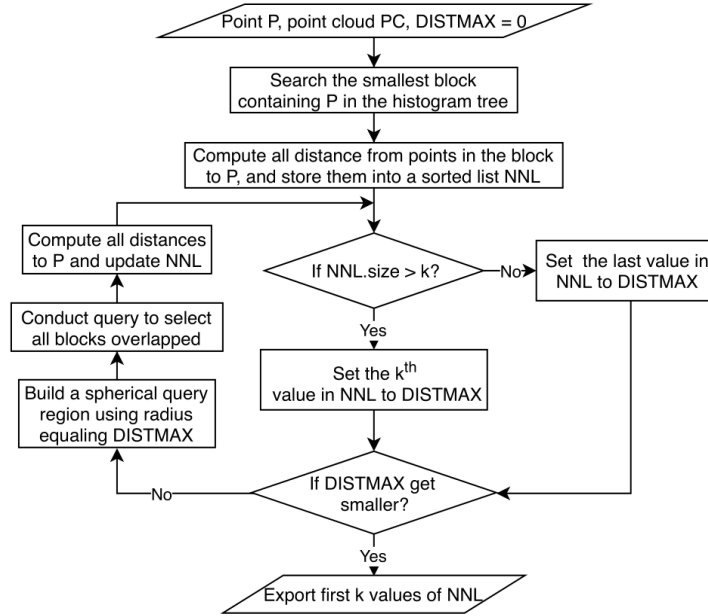 Point P, point cloud PC, DISTMAX = 0
Search the smallest block
containing P in the histogram tree
Compute all distance from points in the block
to P, and store them into a sorted list NNL
Compute all distances
to P and update NNL
If NNL.size > k?
No
Set the last value in
NNL to DISTMAX
Conduct query to select
all blocks overlapped
Yes
Build a spherical query
region using radius
equaling DISTMAX
Set the kth
value in NNL to DISTMAX
If DISTMAX get
smaller?
No
Yes
Export first k values of NNL